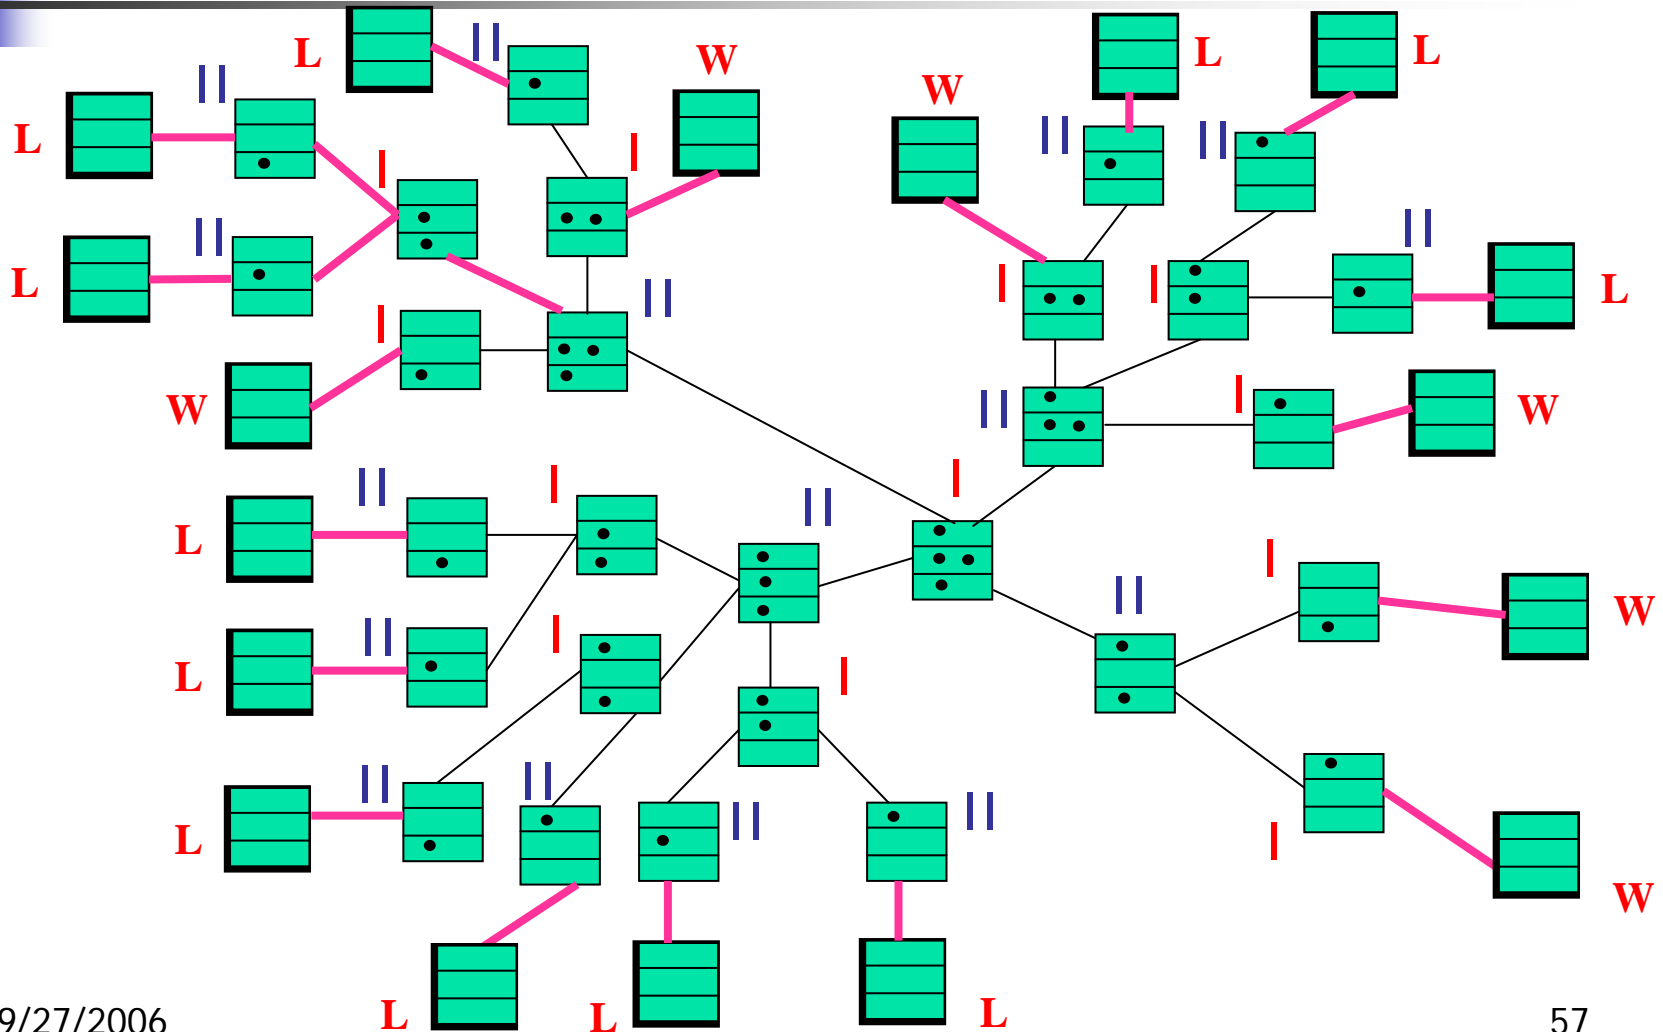 L II W L L
II W
L I II II
I
II II
L I I L
II
I
W II I W
II I I
II
L I
II W
II I
L I
II II II II
L I
W
L L L
9/27/2006 57